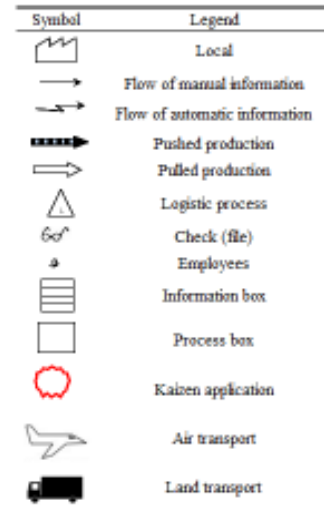 Symbol Legend
Local
Flow of manual information
Flow of automatic information
Pushed production
Pulled production
Logistic process
Check (file)
Employees
Information box
Process box
Kaizen application
Air transport
Land transport